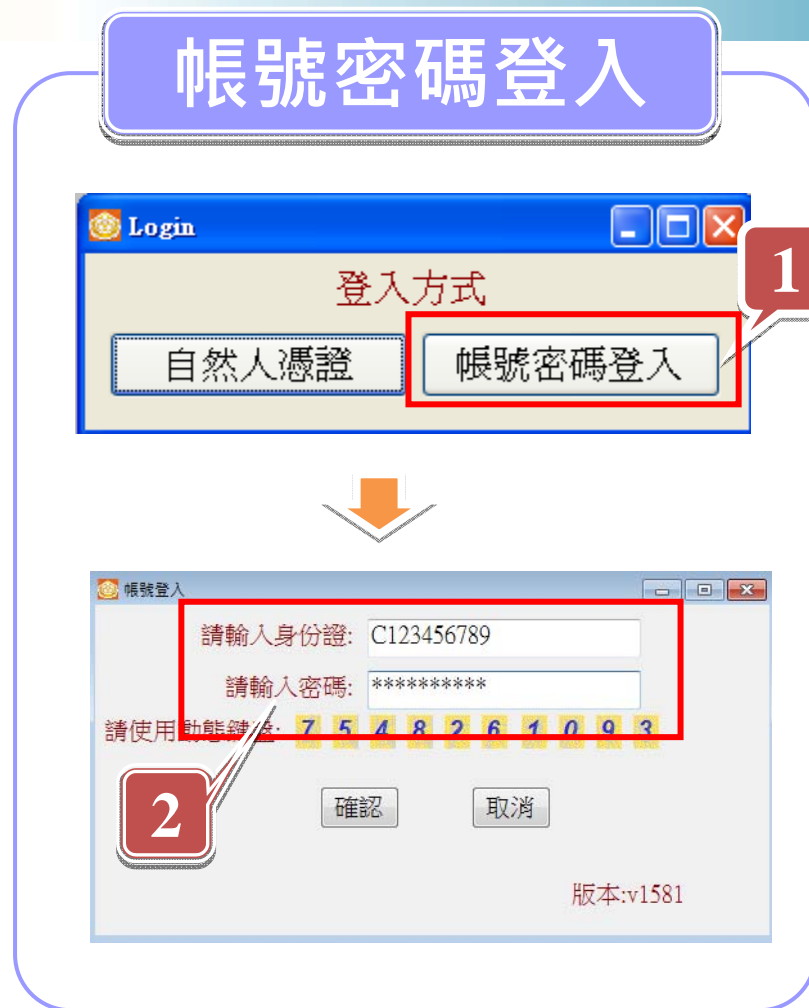 帳號密碼登入
Login
登入方式
1
自然人憑證
帳號密碼登入
帳號登入
請輸入身份證: C123456789
請輸入密碼: **********
請使用動態鍵盤: 7 5 4 8 2 6 1 0 9 3
2
確認
取消
版本:v1581